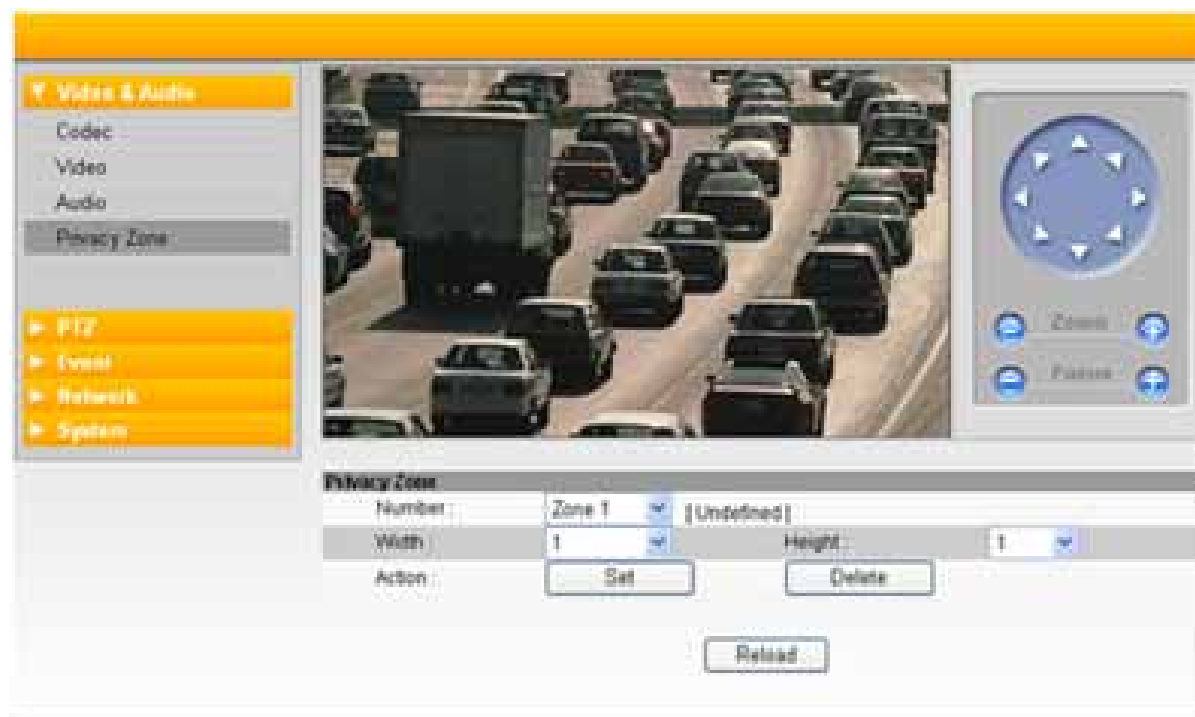 Video & Audio
Codec
Video
Audio
Privacy Zone
PTZ
Event
Network
System
Zoom
Focus
Privacy Zone
Number : Zone 1 [Undefined]
Width : 1 Height : 1
Action : Set Delete
Reload